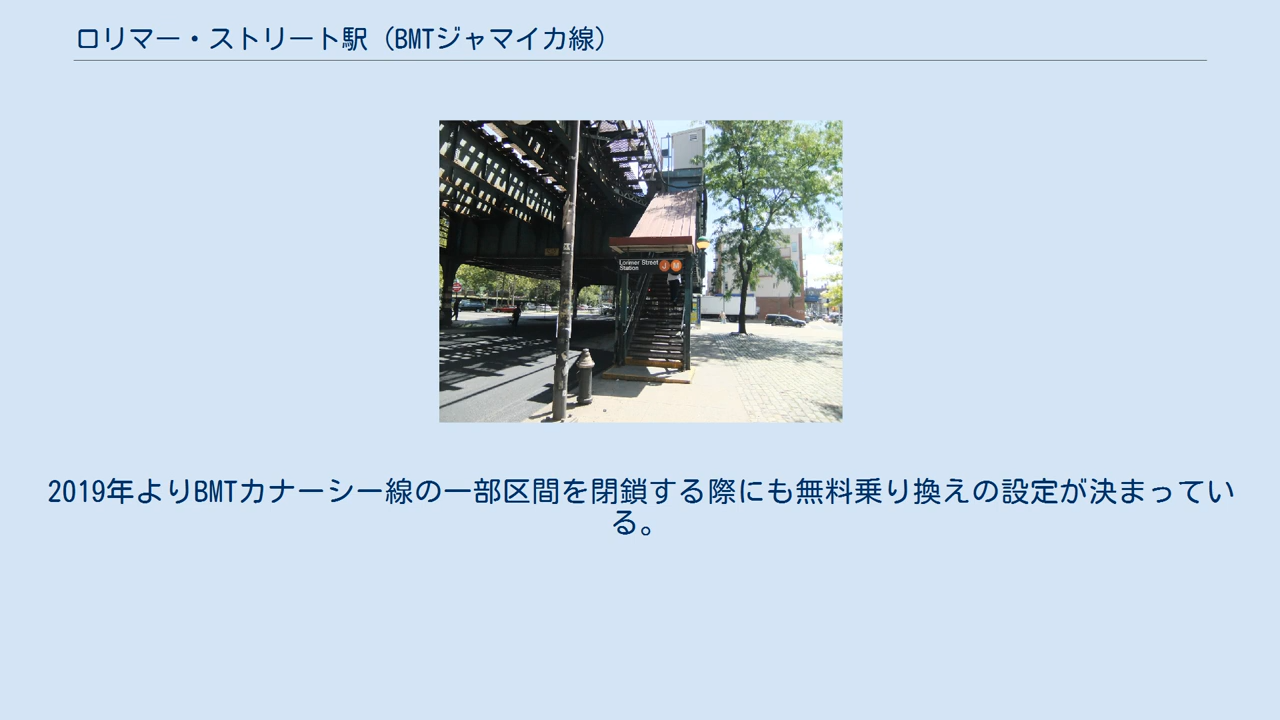 ロリマー・ストリート駅（BMTジャマイカ線）
Lorimer Street
Station
J M
2019年よりBMTカナーシー線の一部区間を閉鎖する際にも無料乗り換えの設定が決まってい
る。